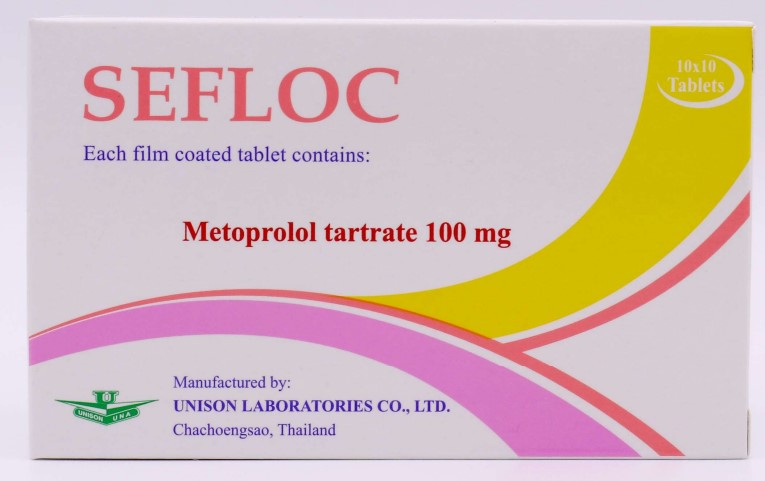 SEFLOC
10x10
Tablets
Each film coated tablet contains:
Metoprolol tartrate 100 mg
Manufactured by:
UNISON LABORATORIES CO., LTD.
Chachoengsao, Thailand
U
UNISON U N A